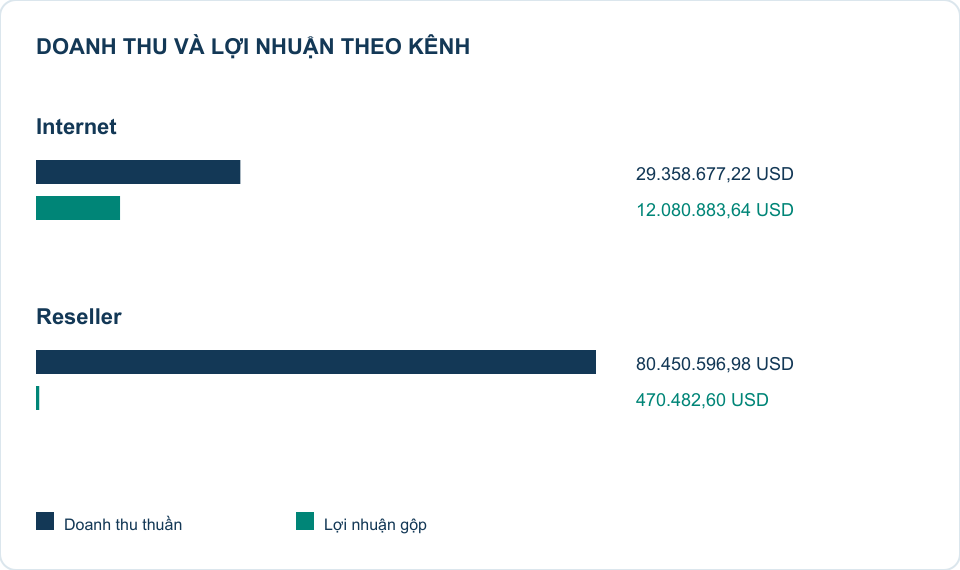 DOANH THU VÀ LỢI NHUẬN THEO KÊNH
Internet
29.358.677,22 USD
12.080.883,64 USD
Reseller
80.450.596,98 USD
470.482,60 USD
Doanh thu thuần
Lợi nhuận gộp